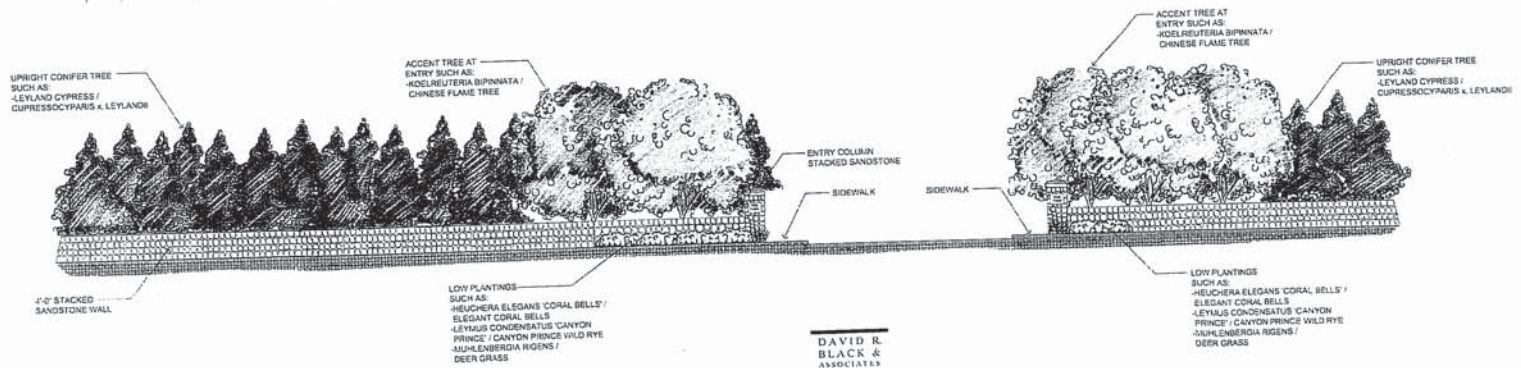 ACCENT TREE AT
ENTRY SUCH AS:
-KOELREUTERIA BIPINNATA /
CHINESE FLAME TREE
UPRIGHT CONIFER TREE
SUCH AS:
-LEYLAND CYPRESS /
CUPRESSOCYPARIS x. LEYLANDII
ENTRY COLUMN
STACKED SANDSTONE
SIDEWALK
4'-0" STACKED
SANDSTONE WALL
LOW PLANTINGS
SUCH AS:
-HEUCHERA ELEGANS 'CORAL BELLS' /
ELEGANT CORAL BELLS
-LEYMUS CONDENSATUS 'CANYON
PRINCE' / CANYON PRINCE WILD RYE
-MUHLENBERGIA RIGENS /
DEER GRASS
ACCENT TREE AT
ENTRY SUCH AS:
-KOELREUTERIA BIPINNATA /
CHINESE FLAME TREE
UPRIGHT CONIFER TREE
SUCH AS:
-LEYLAND CYPRESS /
CUPRESSOCYPARIS x. LEYLANDII
SIDEWALK
LOW PLANTINGS
SUCH AS:
-HEUCHERA ELEGANS 'CORAL BELLS' /
ELEGANT CORAL BELLS
-LEYMUS CONDENSATUS 'CANYON
PRINCE' / CANYON PRINCE WILD RYE
-MUHLENBERGIA RIGENS /
DEER GRASS
DAVID R.
BLACK &
ASSOCIATES